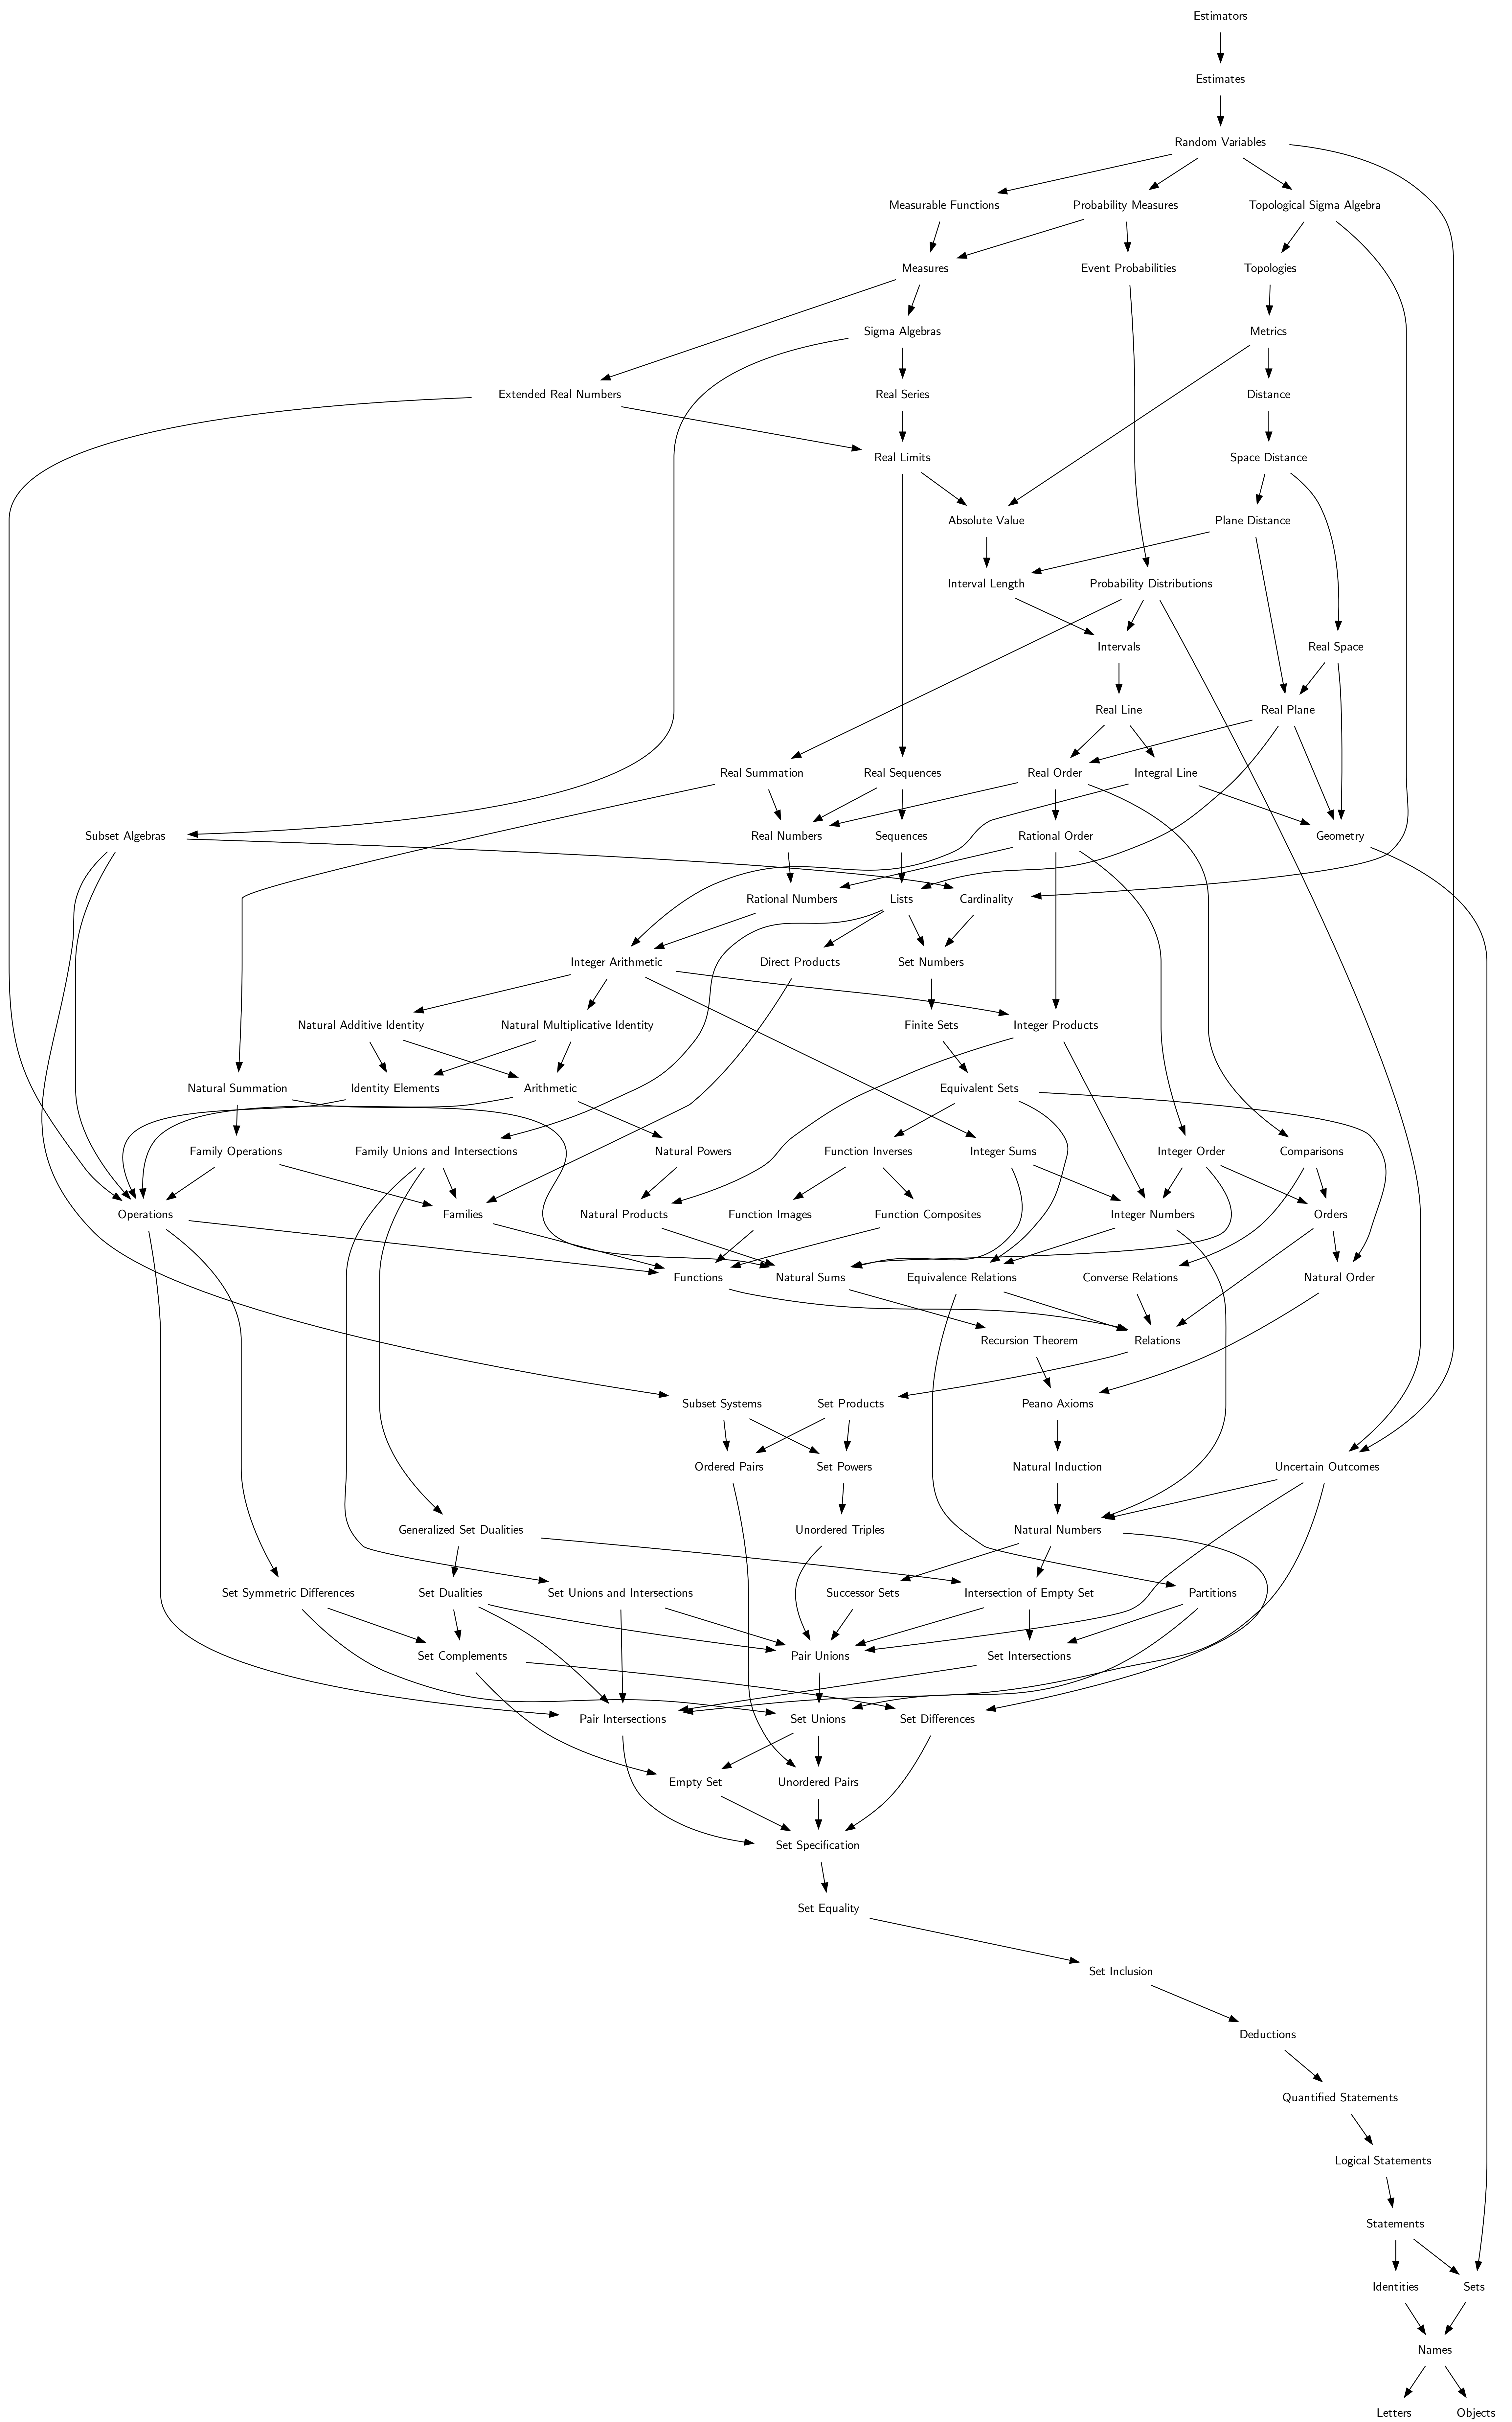 Estimators
Estimates
Random Variables
Measurable Functions
Probability Measures
Topological Sigma Algebra
Measures
Event Probabilities
Topologies
Sigma Algebras
Metrics
Extended Real Numbers
Real Series
Distance
Real Limits
Space Distance
Absolute Value
Plane Distance
Interval Length
Probability Distributions
Intervals
Real Space
Real Line
Real Plane
Real Summation
Real Sequences
Real Order
Integral Line
Subset Algebras
Real Numbers
Sequences
Rational Order
Geometry
Rational Numbers
Lists
Cardinality
Integer Arithmetic
Direct Products
Set Numbers
Natural Additive Identity
Natural Multiplicative Identity
Finite Sets
Integer Products
Natural Summation
Identity Elements
Arithmetic
Equivalent Sets
Family Operations
Family Unions and Intersections
Natural Powers
Function Inverses
Integer Sums
Integer Order
Comparisons
Operations
Families
Natural Products
Function Images
Function Composites
Integer Numbers
Orders
Functions
Natural Sums
Equivalence Relations
Converse Relations
Natural Order
Recursion Theorem
Relations
Subset Systems
Set Products
Peano Axioms
Ordered Pairs
Set Powers
Natural Induction
Uncertain Outcomes
Generalized Set Dualities
Unordered Triples
Natural Numbers
Set Symmetric Differences
Set Dualities
Set Unions and Intersections
Successor Sets
Intersection of Empty Set
Partitions
Set Complements
Pair Unions
Set Intersections
Pair Intersections
Set Unions
Set Differences
Empty Set
Unordered Pairs
Set Specification
Set Equality
Set Inclusion
Deductions
Quantified Statements
Logical Statements
Statements
Identities
Sets
Names
Letters
Objects